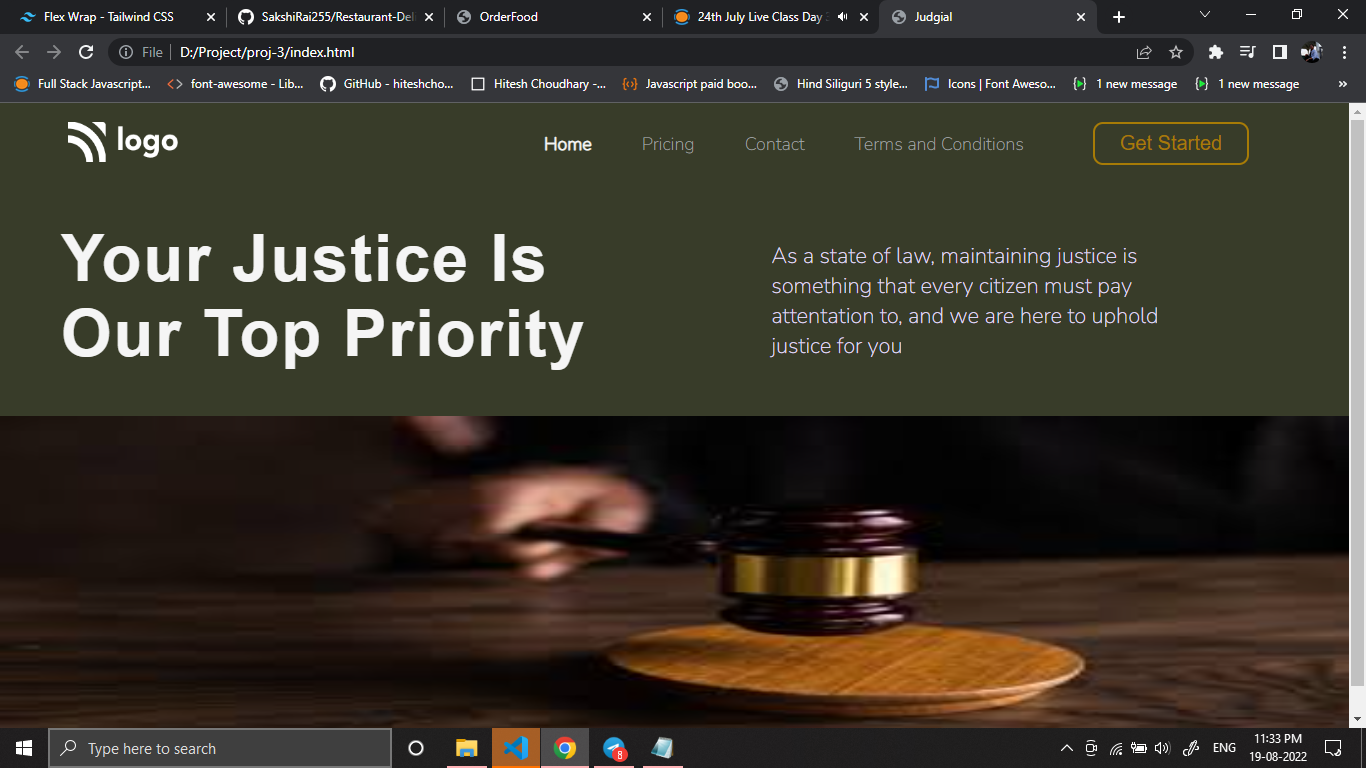 Flex Wrap - Tailwind CSS
SakshiRai255/Restaurant-Del
OrderFood
24th July Live Class Day
Judgial
File
D:/Project/proj-3/index.html
Full Stack Javascript...
font-awesome - Lib...
GitHub - hiteshcho...
Hitesh Choudhary -...
Javascript paid boo...
Hind Siliguri 5 style...
Icons | Font Aweso...
1 new message
1 new message
»
logo
Home
Pricing
Contact
Terms and Conditions
Get Started
Your Justice Is
Our Top Priority
As a state of law, maintaining justice is
something that every citizen must pay
attentation to, and we are here to uphold
justice for you
Type here to search
8
ENG
11:33 PM
19-08-2022